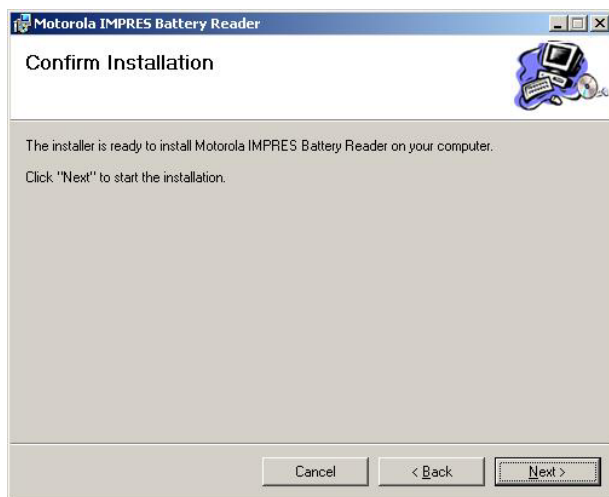 Motorola IMPRES Battery Reader
Confirm Installation
The installer is ready to install Motorola IMPRES Battery Reader on your computer.
Click "Next" to start the installation.
Cancel
< Back
Next >